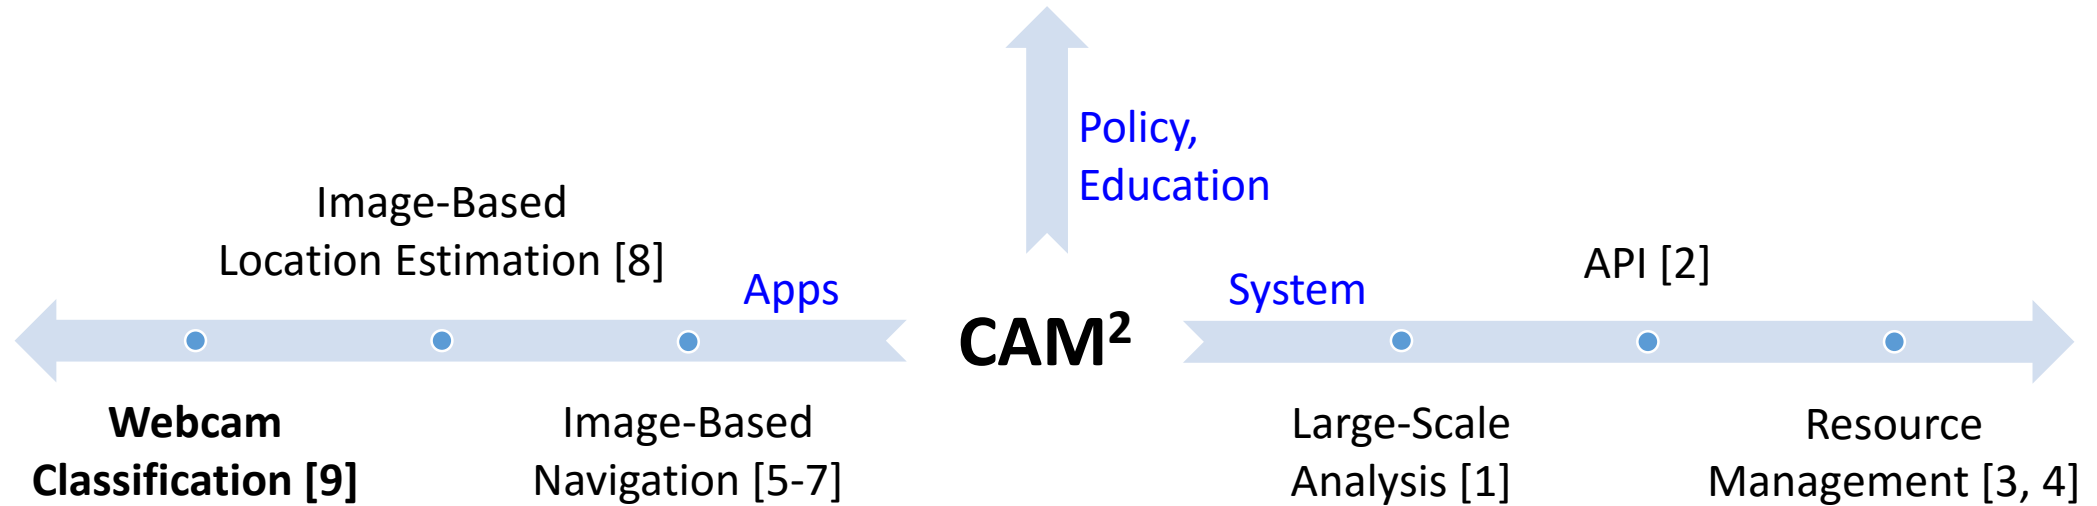 Policy,
Education
Image-Based
Location Estimation [8]
Apps
CAM²
System
API [2]
Webcam
Classification [9]
Image-Based
Navigation [5-7]
Large-Scale
Analysis [1]
Resource
Management [3, 4]